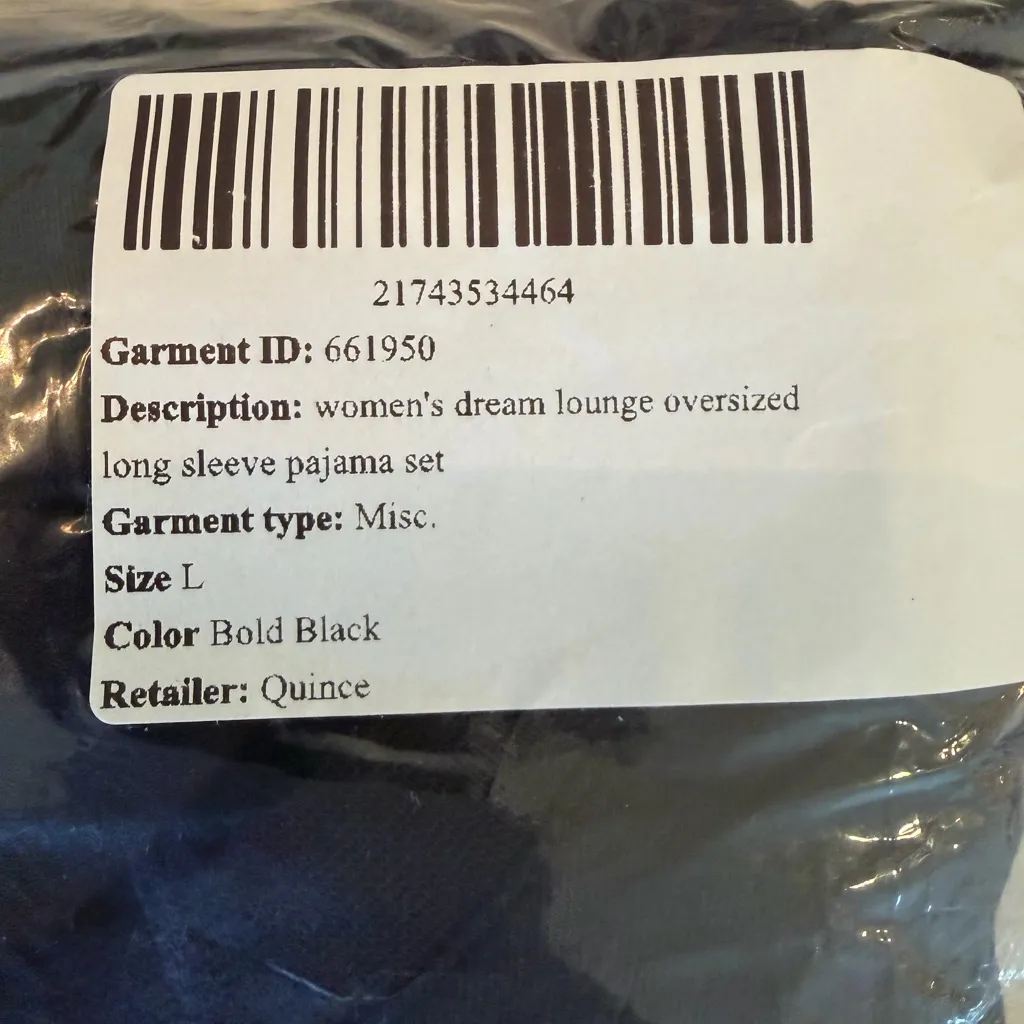 21743534464
Garment ID: 661950
Description: women's dream lounge oversized
long sleeve pajama set
Garment type: Misc.
Size L
Color Bold Black
Retailer: Quince